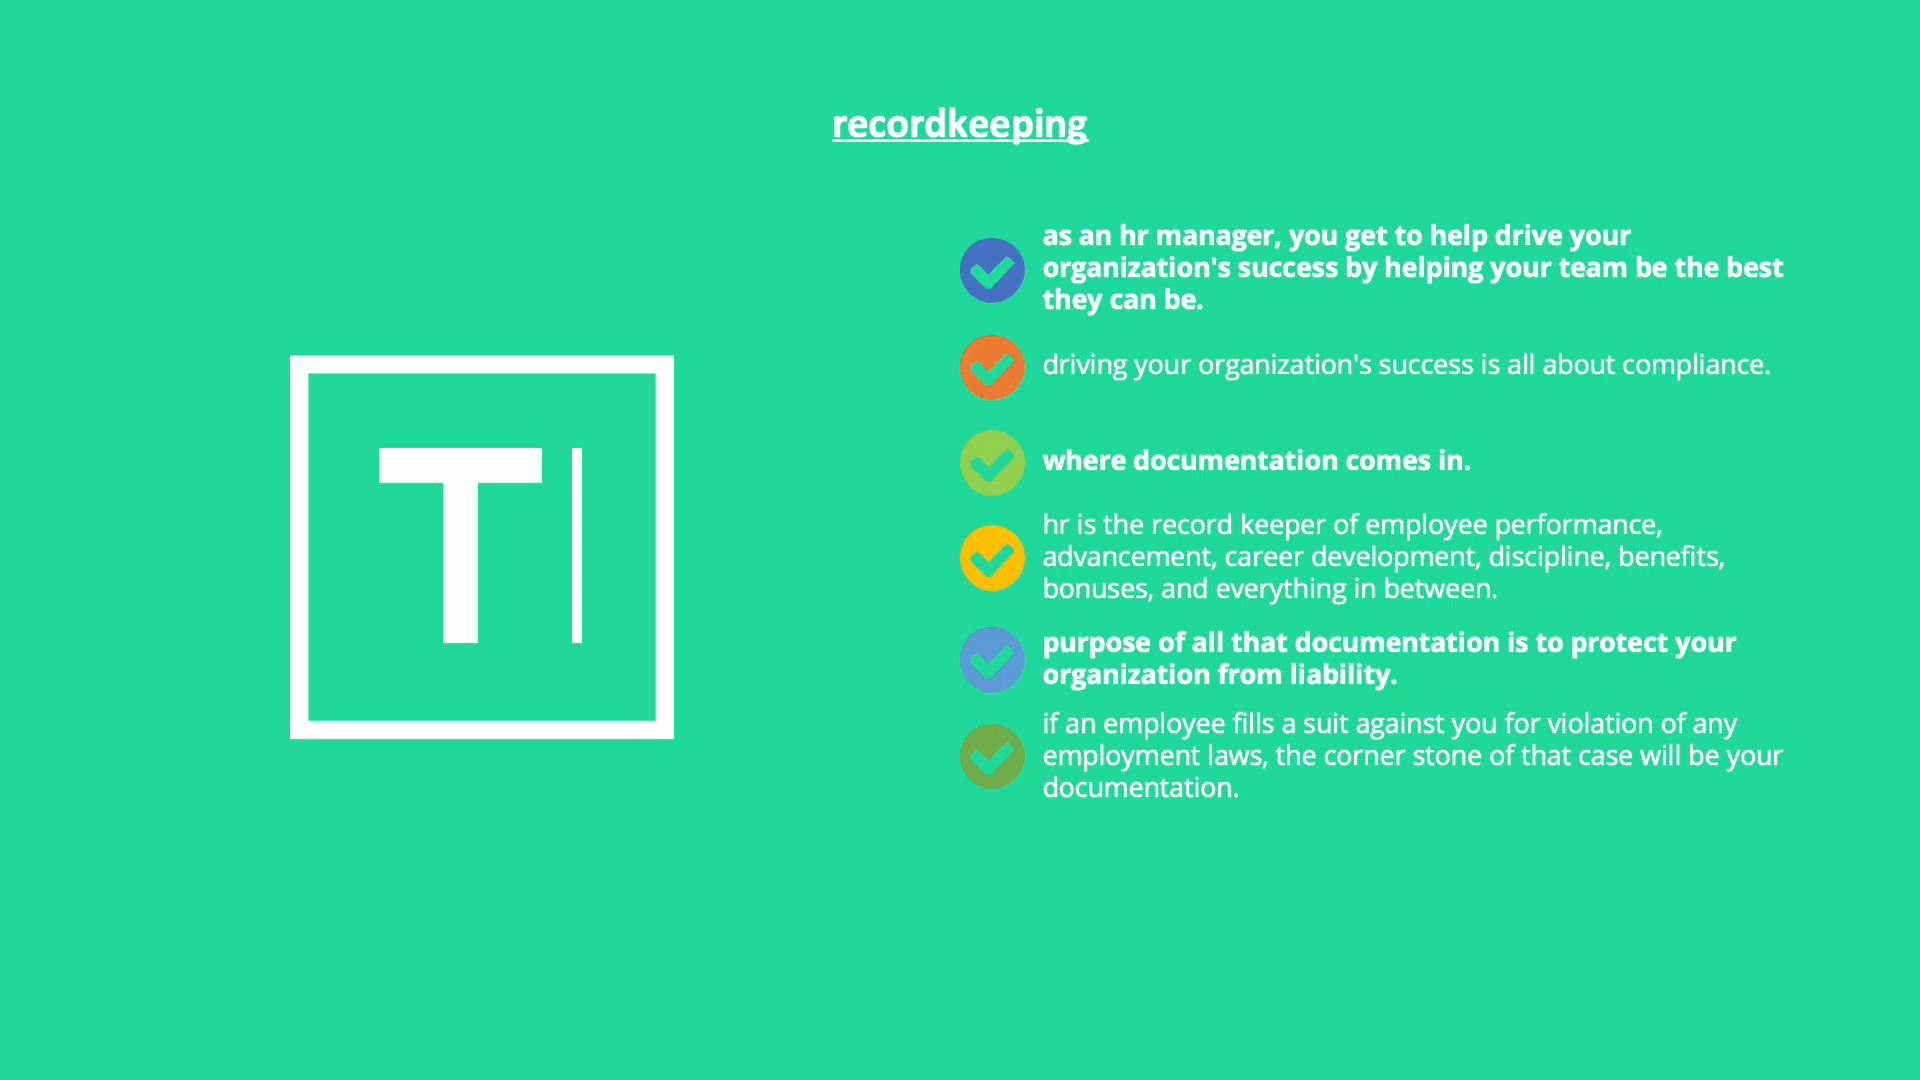 recordkeeping
as an hr manager, you get to help drive your
organization's success by helping your team be the best
they can be.
driving your organization's success is all about compliance.
where documentation comes in.
hr is the record keeper of employee performance,
advancement, career development, discipline, benefits,
bonuses, and everything in between.
purpose of all that documentation is to protect your
organization from liability.
if an employee fills a suit against you for violation of any
employment laws, the corner stone of that case will be your
documentation.
T|